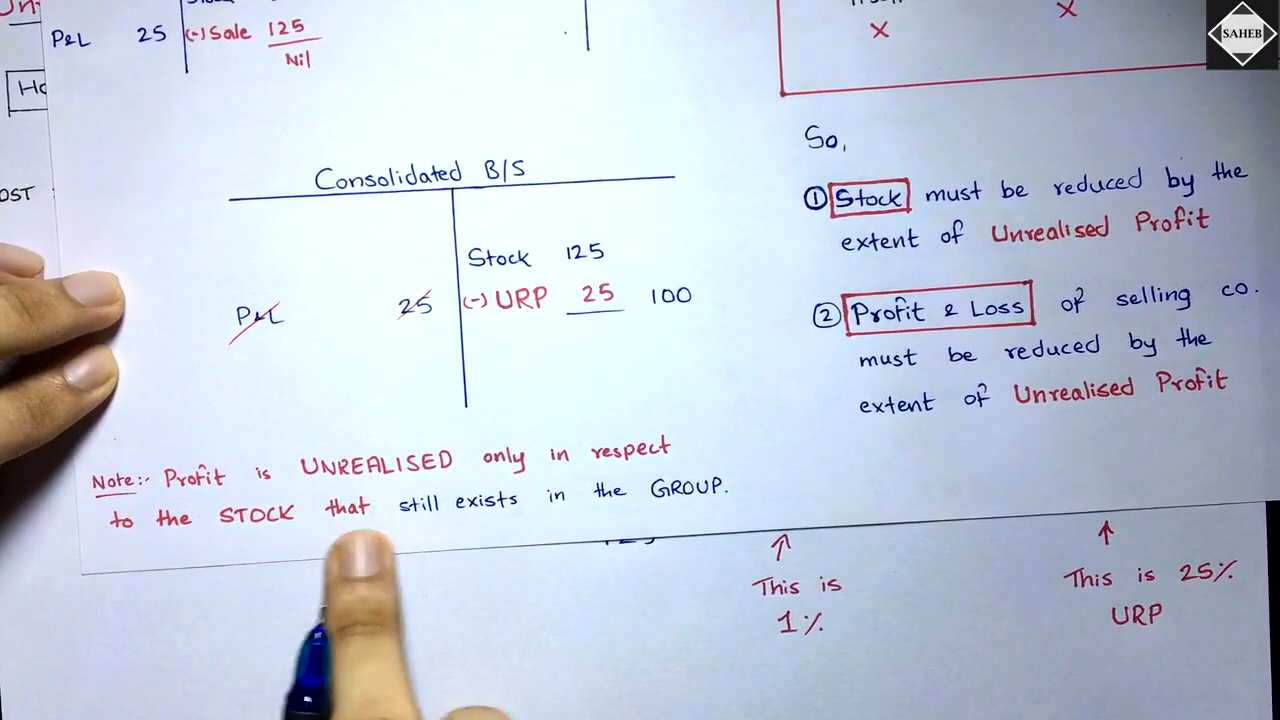 P&L 25 (-) Sale 125
Nil
SAHEB
Consolidated B/S
Stock 125
P&L 25 (-) URP 25 100
Note:- Profit is UNREALISED only in respect
to the STOCK that still exists in the GROUP.
So,
① Stock must be reduced by the
extent of Unrealised Profit
② Profit & Loss of selling co.
must be reduced by the
extent of Unrealised Profit
This is
1%
This is 25%
URP